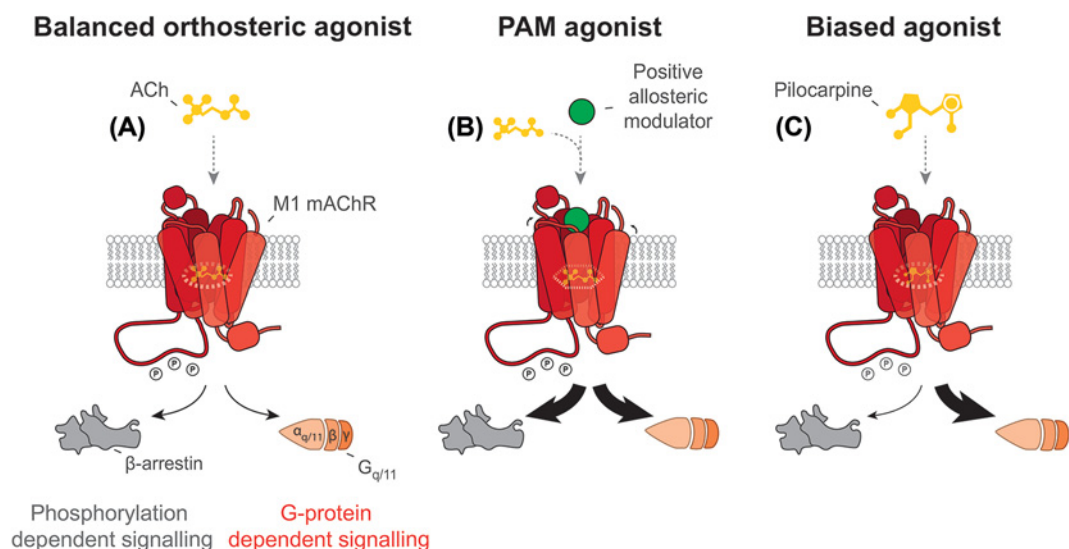 Balanced orthosteric agonist
ACh
(A)
M1 mAChR
P P P
β-arrestin
αq/11 β γ
Gq/11
Phosphorylation
dependent signalling
G-protein
dependent signalling
PAM agonist
Positive
allosteric
modulator
(B)
P P P
Biased agonist
Pilocarpine
(C)
P P P